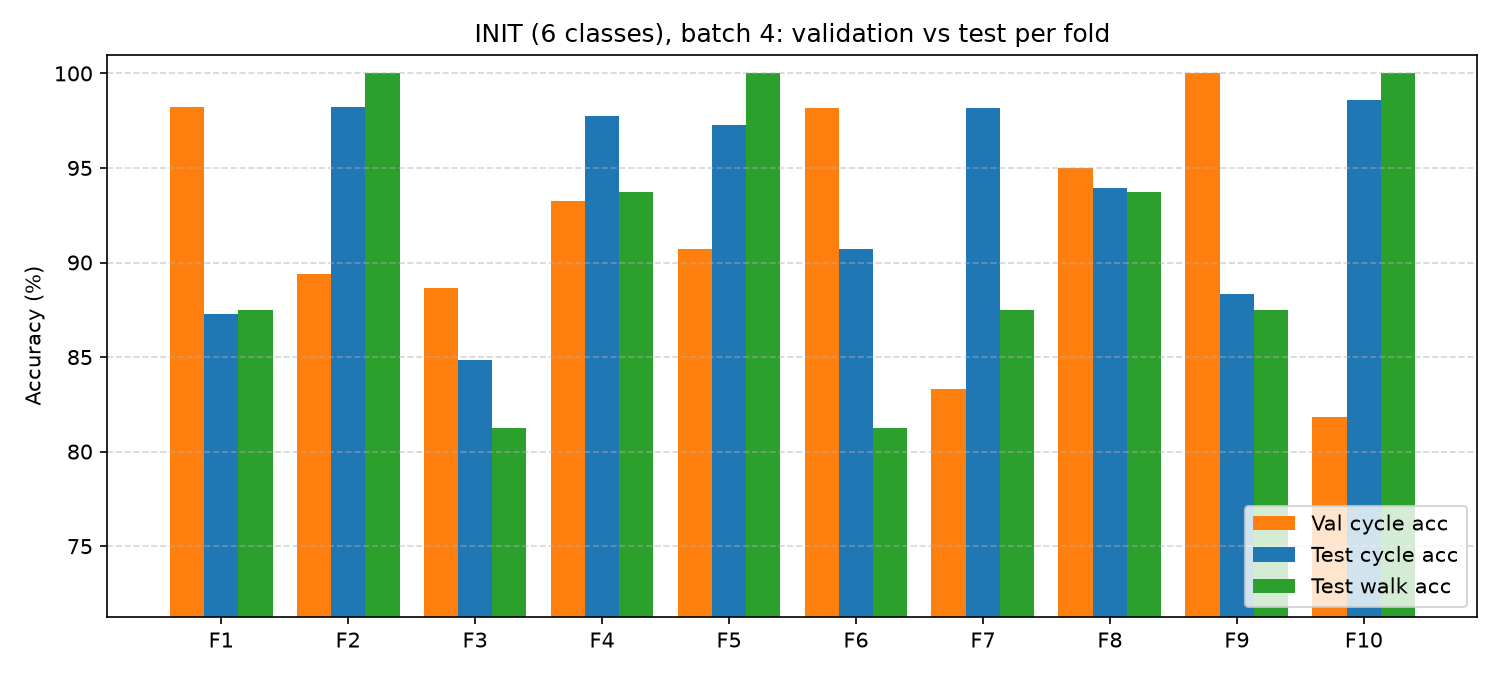 INIT (6 classes), batch 4: validation vs test per fold
Accuracy (%)
100
95
90
85
80
75
F1 F2 F3 F4 F5 F6 F7 F8 F9 F10
Val cycle acc
Test cycle acc
Test walk acc